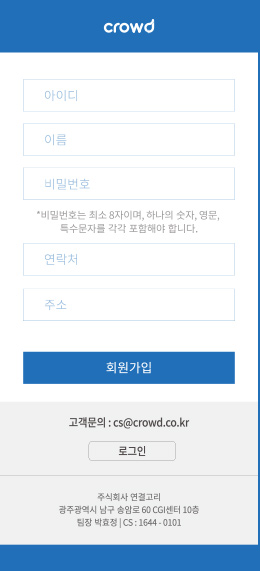 crowd
아이디
이름
비밀번호
*비밀번호는 최소 8자이며, 하나의 숫자, 영문,
특수문자를 각각 포함해야 합니다.
연락처
주소
회원가입
고객문의 : cs@crowd.co.kr
로그인
주식회사 연결고리
광주광역시 남구 송암로 60 CGI센터 10층
팀장 박효정 | CS : 1644 - 0101